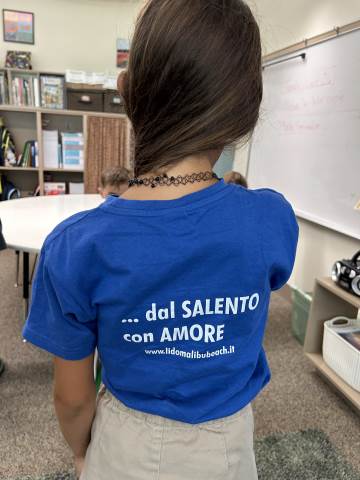 ... dal SALENTO
con AMORE
www.lidomalibubeach.it